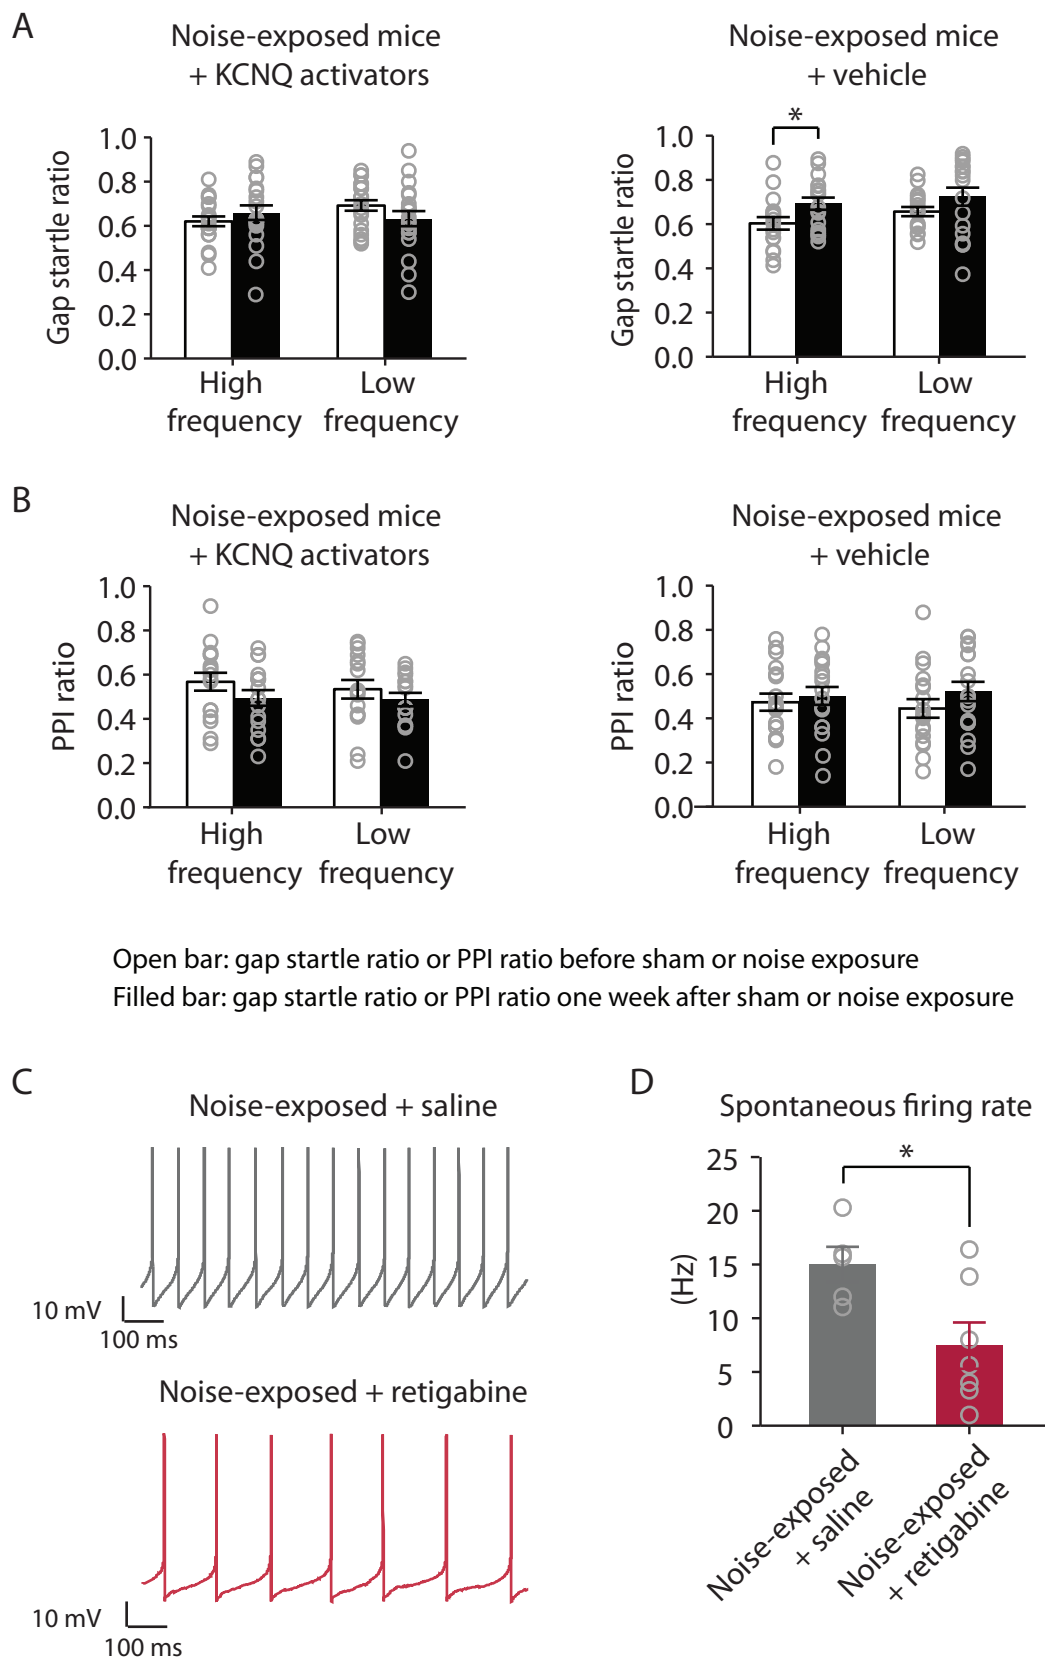 A
Noise-exposed mice
+ KCNQ activators
Noise-exposed mice
+ vehicle
Gap startle ratio
1.0
0.8
0.6
0.4
0.2
0.0
High
frequency
Low
frequency
Gap startle ratio
1.0
0.8
0.6
0.4
0.2
0.0
*
High
frequency
Low
frequency
B
Noise-exposed mice
+ KCNQ activators
Noise-exposed mice
+ vehicle
PPI ratio
1.0
0.8
0.6
0.4
0.2
0.0
High
frequency
Low
frequency
PPI ratio
1.0
0.8
0.6
0.4
0.2
0.0
High
frequency
Low
frequency
Open bar: gap startle ratio or PPI ratio before sham or noise exposure
Filled bar: gap startle ratio or PPI ratio one week after sham or noise exposure
C
Noise-exposed + saline
10 mV
100 ms
Noise-exposed + retigabine
10 mV
100 ms
D
Spontaneous firing rate
(Hz)
25
20
15
10
5
0
*
Noise-exposed
+ saline
Noise-exposed
+ retigabine